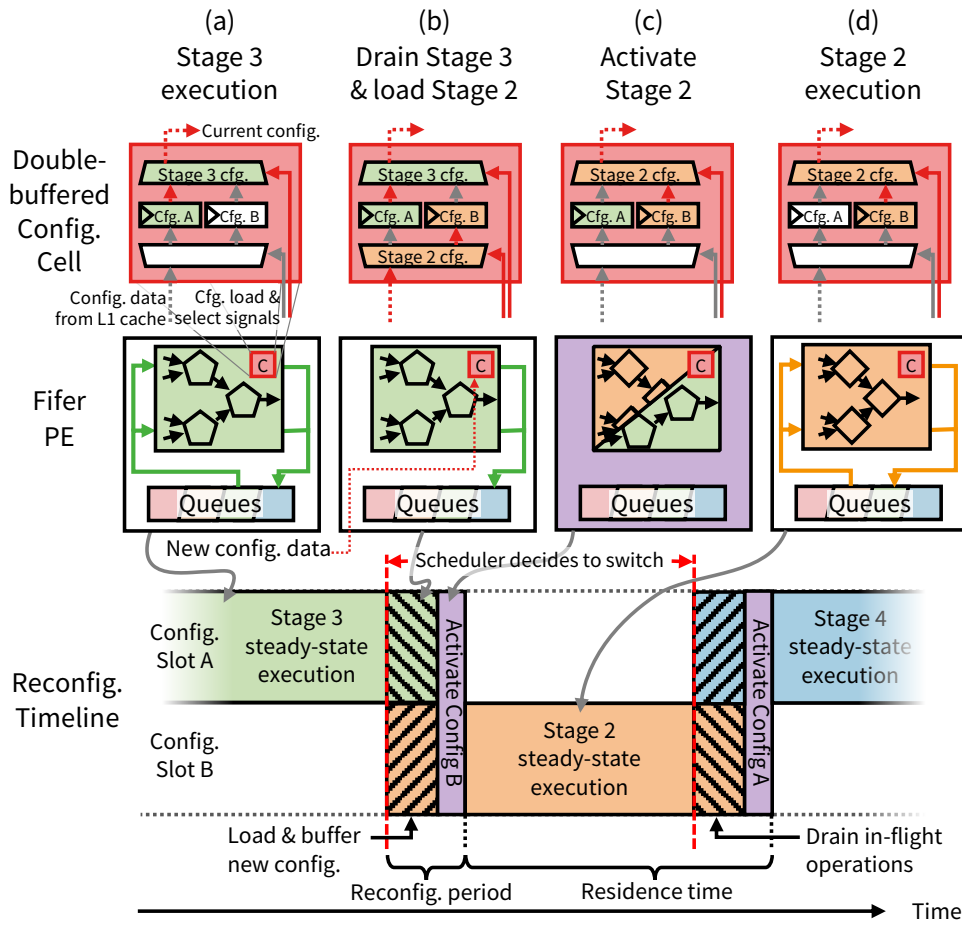 (a)
Stage 3
execution
(b)
Drain Stage 3
& load Stage 2
(c)
Activate
Stage 2
(d)
Stage 2
execution
Double-
buffered
Config.
Cell
Current config.
Stage 3 cfg.
Cfg. A
Cfg. B
Stage 3 cfg.
Cfg. A
Cfg. B
Stage 2 cfg.
Stage 2 cfg.
Cfg. A
Cfg. B
Stage 2 cfg.
Cfg. A
Cfg. B
Config. data
from L1 cache
Cfg. load &
select signals
Fifer
PE
C
Queues
C
Queues
C
Queues
C
Queues
New config. data
Scheduler decides to switch
Reconfig.
Timeline
Config.
Slot A
Stage 3
steady-state
execution
Activate Config B
Activate Config A
Stage 4
steady-state
execution
Config.
Slot B
Stage 2
steady-state
execution
Load & buffer
new config.
Drain in-flight
operations
Reconfig. period
Residence time
Time